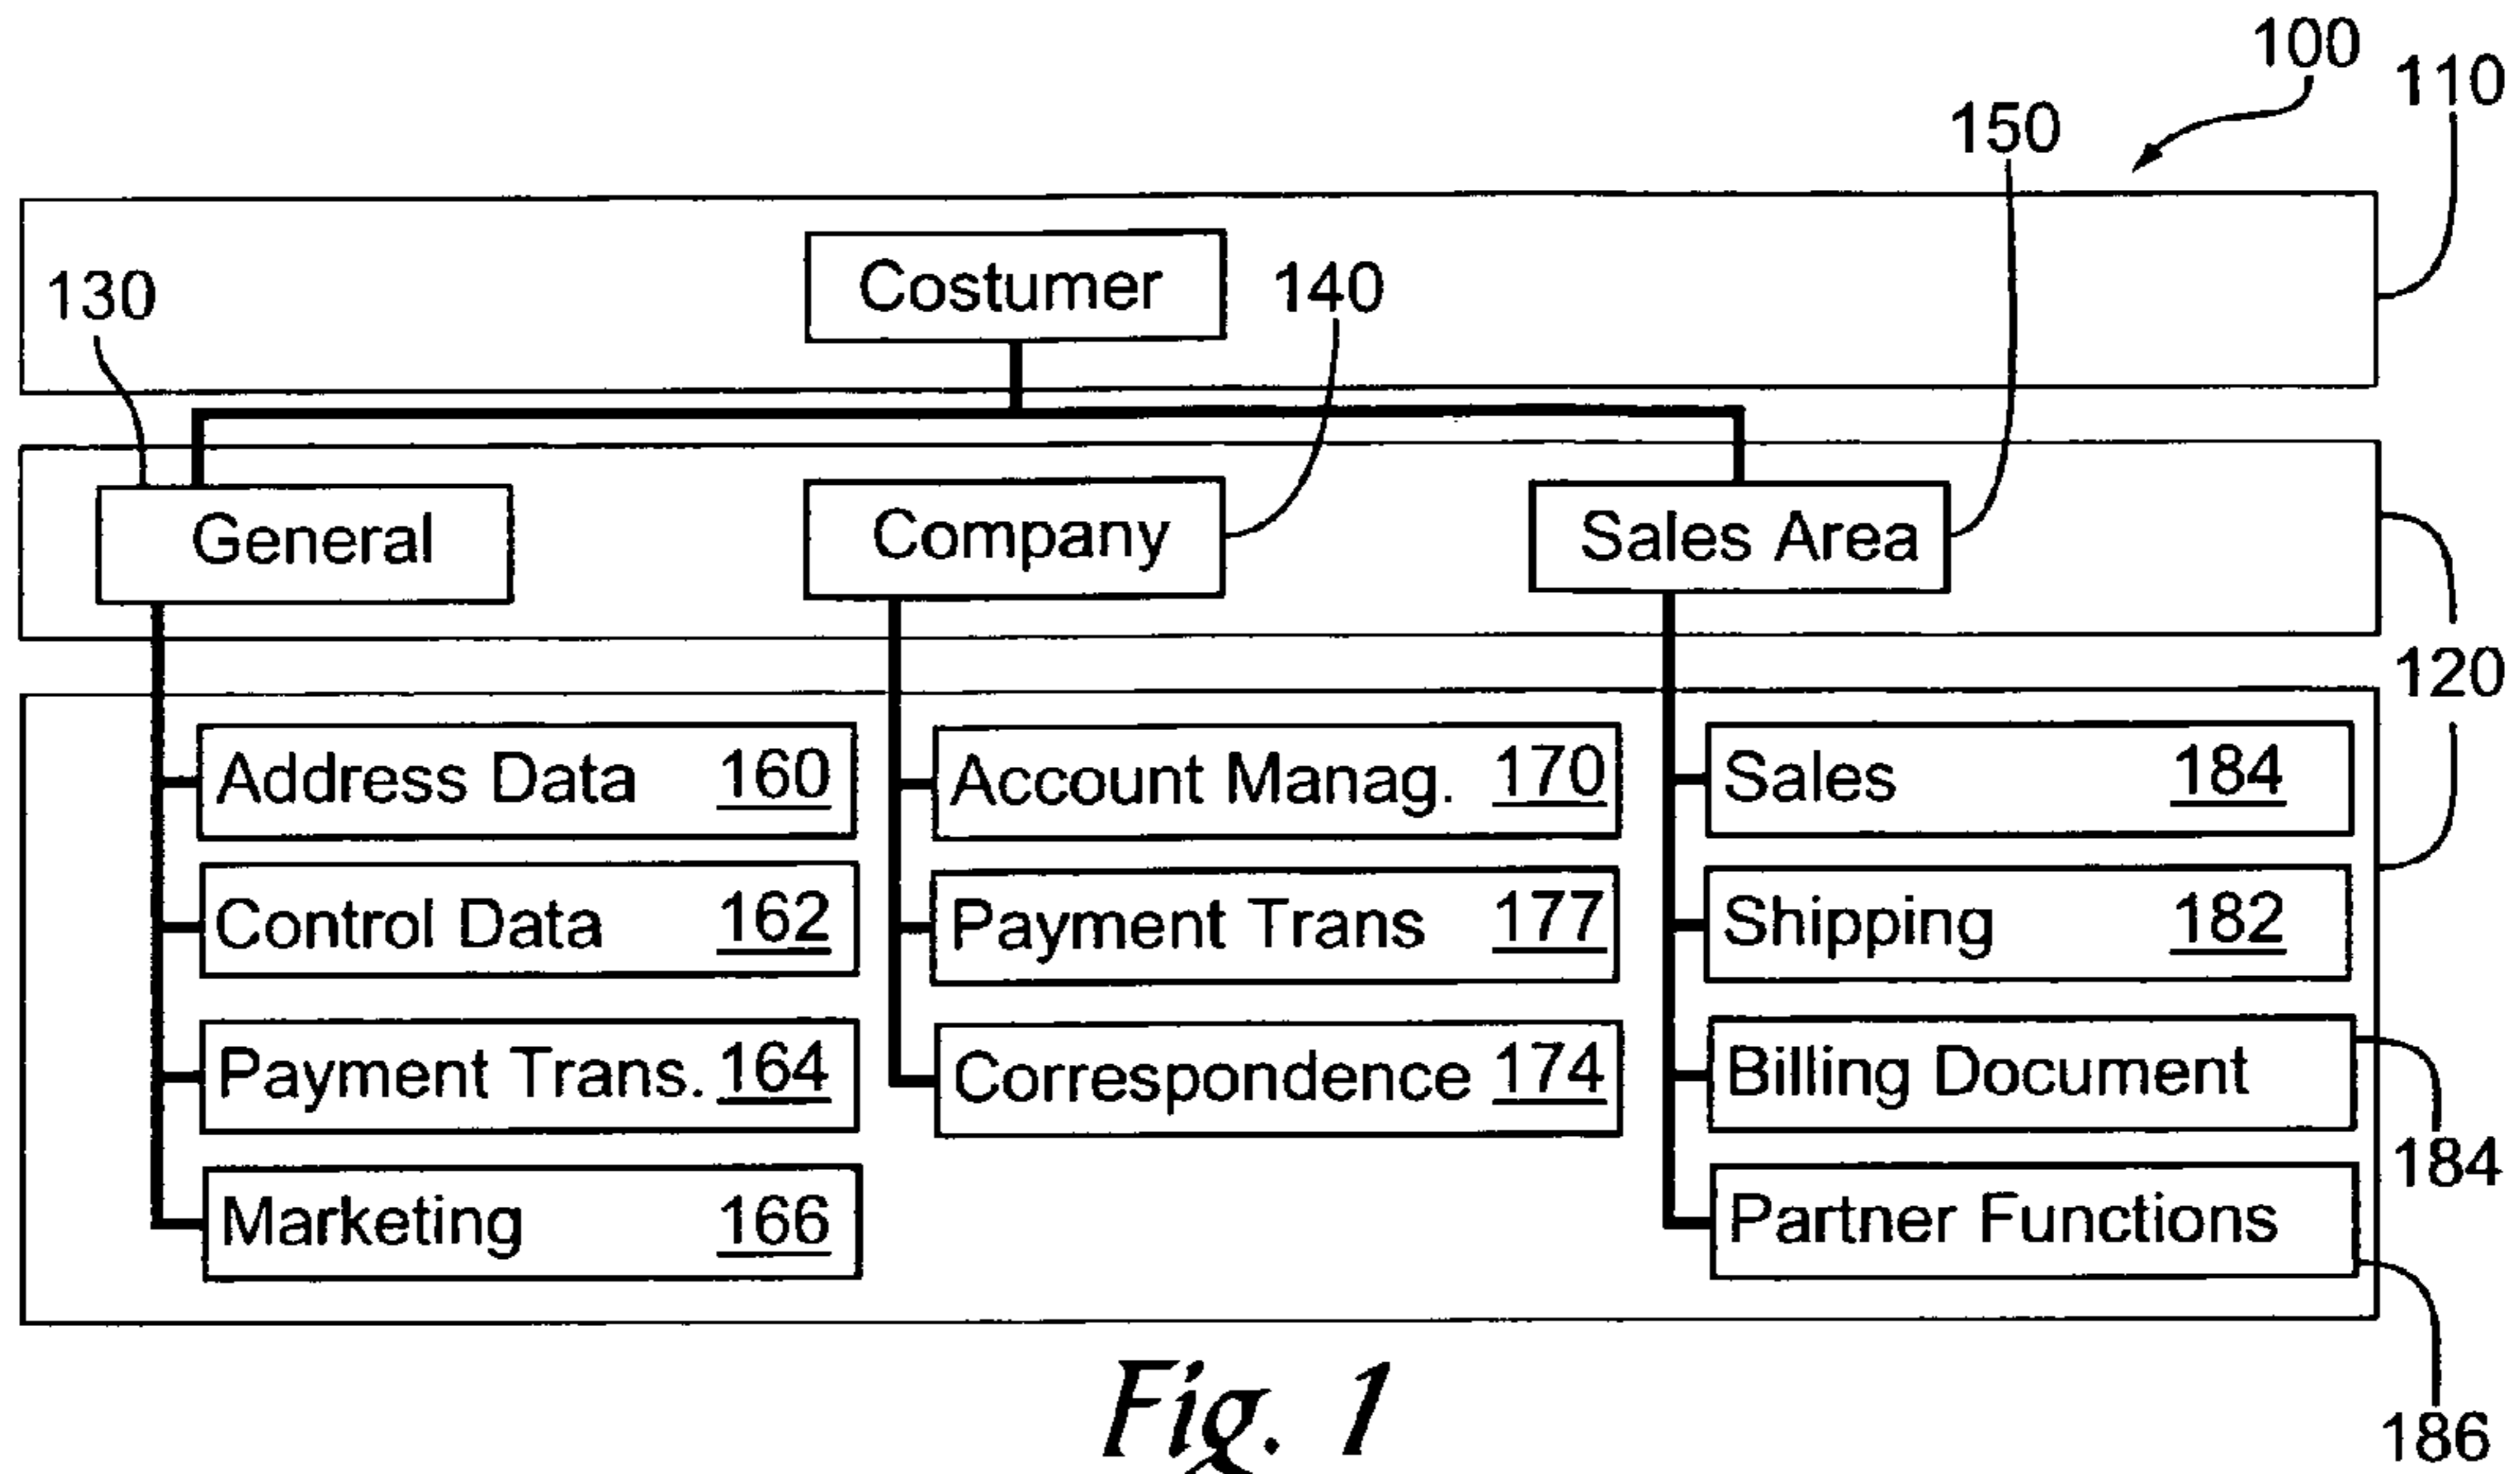 100
110
150
Costumer
130
140
General
Company
Sales Area
120
Address Data 160
Account Manag. 170
Sales 184
Control Data 162
Payment Trans 177
Shipping 182
Payment Trans. 164
Correspondence 174
Billing Document
184
Marketing 166
Partner Functions
186
Fig. 1